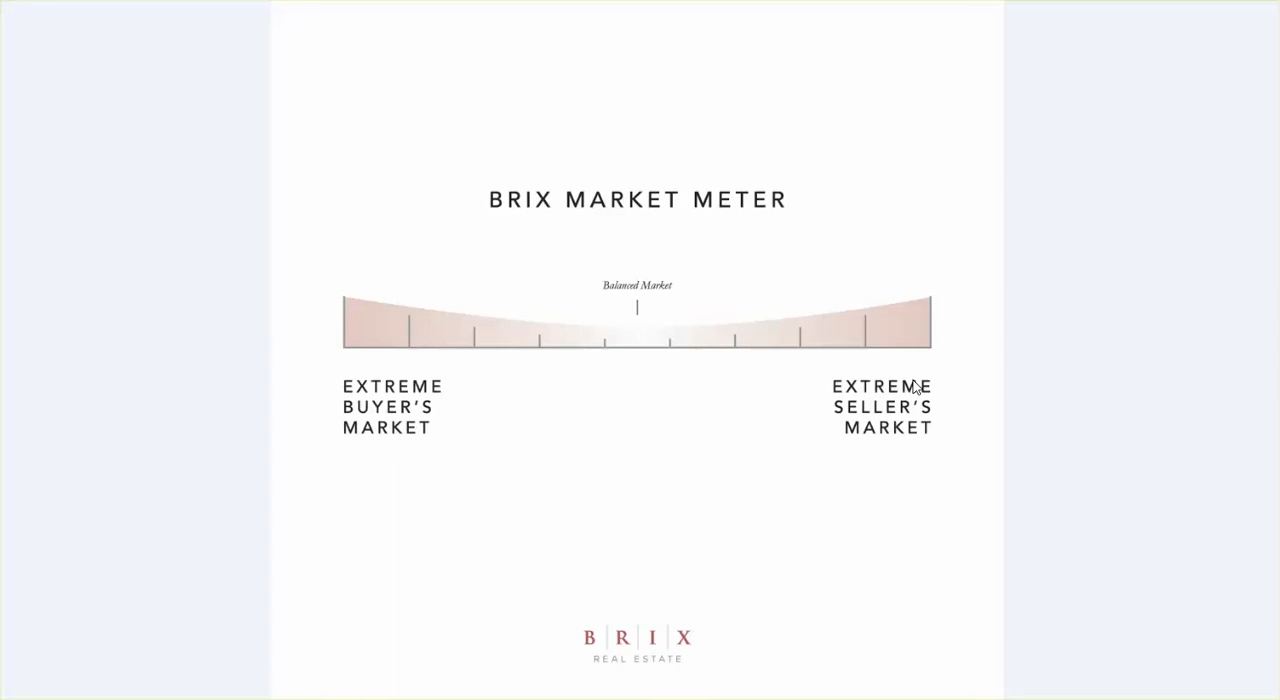 BRIX MARKET METER
Balanced Market
EXTREME
BUYER'S
MARKET
EXTREME
SELLER'S
MARKET
B R I X
REAL ESTATE